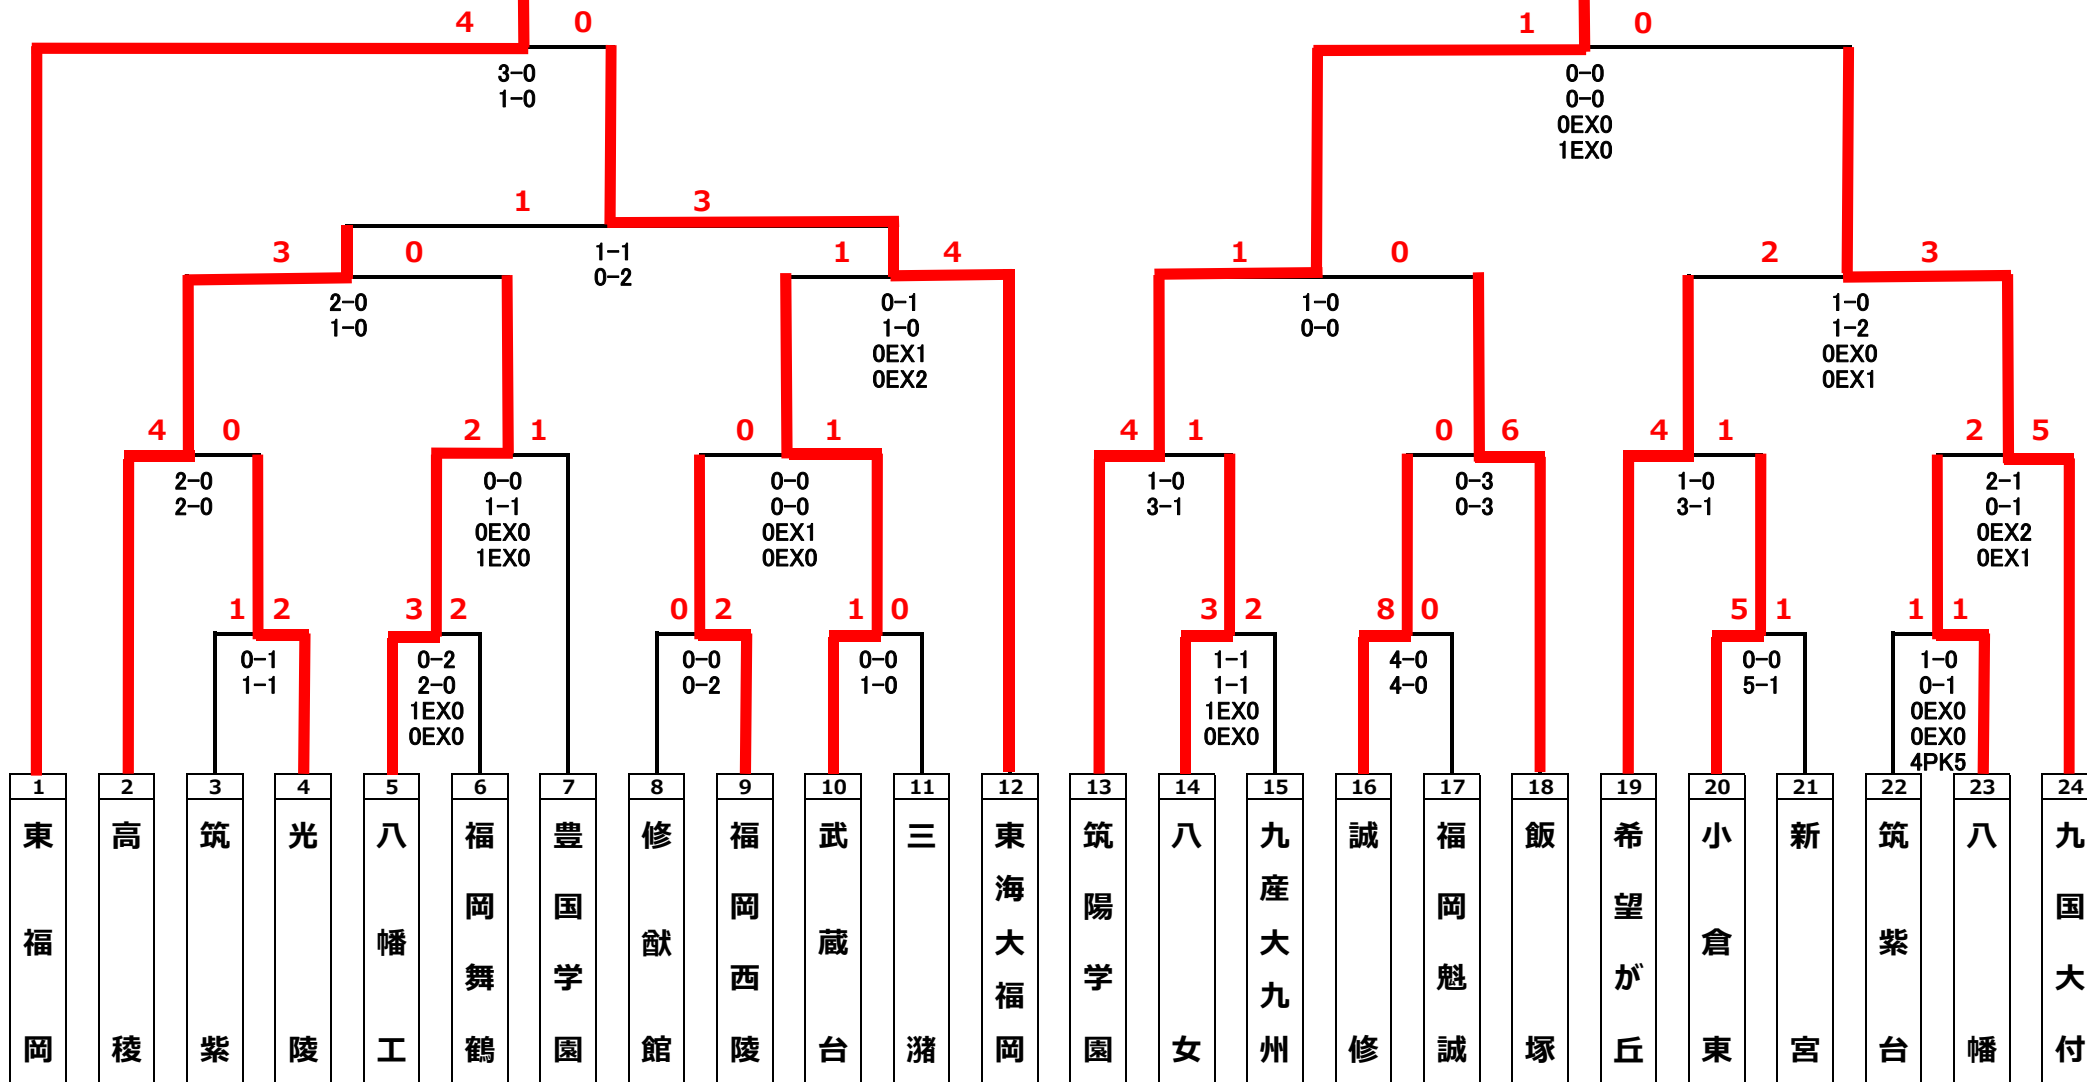 4 0
1 0
3-0
1-0
0-0
0-0
0EX0
1EX0
1 3
1-1
0-2
3 0
1 4
1 0
2 3
2-0
1-0
0-1
1-0
0EX1
0EX2
1-0
0-0
1-0
1-2
0EX0
0EX1
4 0
2 1
0 1
4 1
0 6
4 1
2 5
2-0
2-0
0-0
1-1
0EX0
1EX0
0-0
0-0
0EX1
0EX0
1-0
3-1
0-3
0-3
1-0
3-1
2-1
0-1
0EX2
0EX1
1 2
3 2
0 2
1 0
3 2
8 0
5 1
1 1
0-1
1-1
0-2
2-0
1EX0
0EX0
0-0
0-2
0-0
1-0
1-1
1-1
1EX0
0EX0
4-0
4-0
0-0
5-1
1-0
0-1
0EX0
0EX0
4PK5
1
東福岡
2
高稜
3
筑紫
4
光陵
5
八幡工
6
福岡舞鶴
7
豊国学園
8
修猷館
9
福岡西陵
10
武蔵台
11
三潴
12
東海大福岡
13
筑陽学園
14
八女
15
九産大九州
16
誠修
17
福岡魁誠
18
飯塚
19
希望が丘
20
小倉東
21
新宮
22
筑紫台
23
八幡
24
九国大付